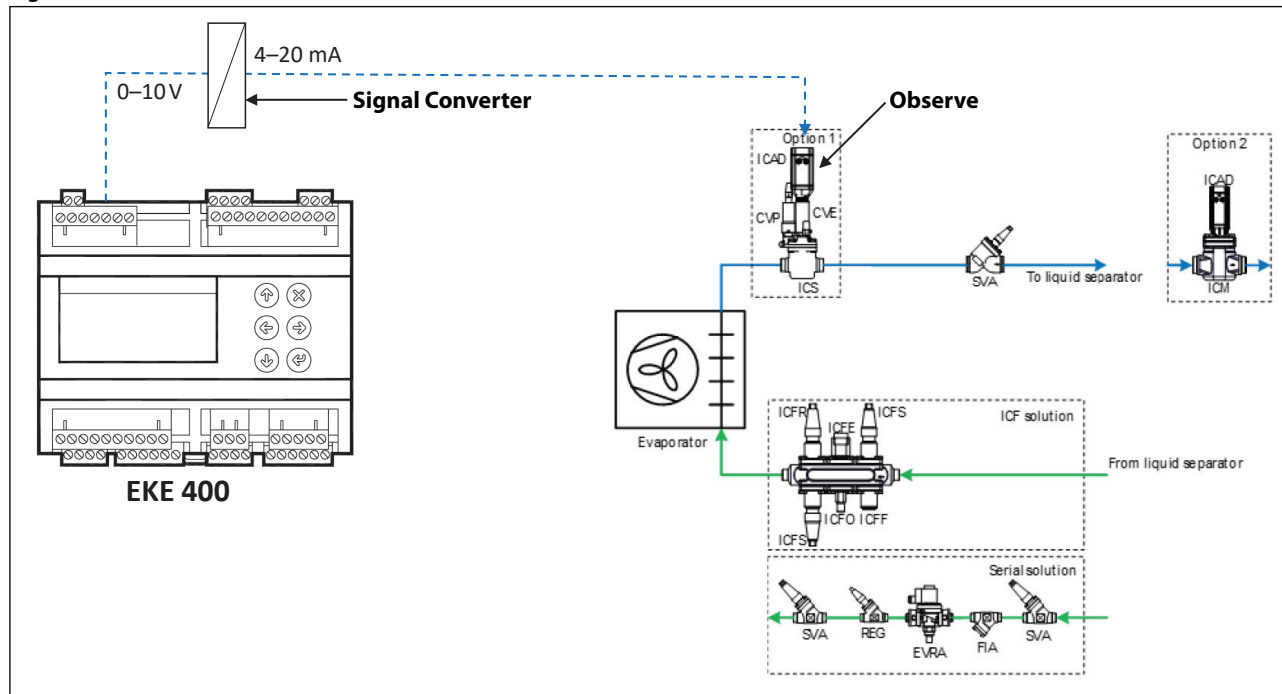 4–20 mA
0–10 V
Signal Converter
Observe
Option 1
ICAD
CVP
CVE
ICS
SVA
To liquid separator
Option 2
ICAD
ICM
EKE 400
Evaporator
ICF solution
ICFR
ICFE
ICFS
From liquid separator
ICFO
ICFF
ICFS
Serial solution
SVA
REG
EVRA
FIA
SVA